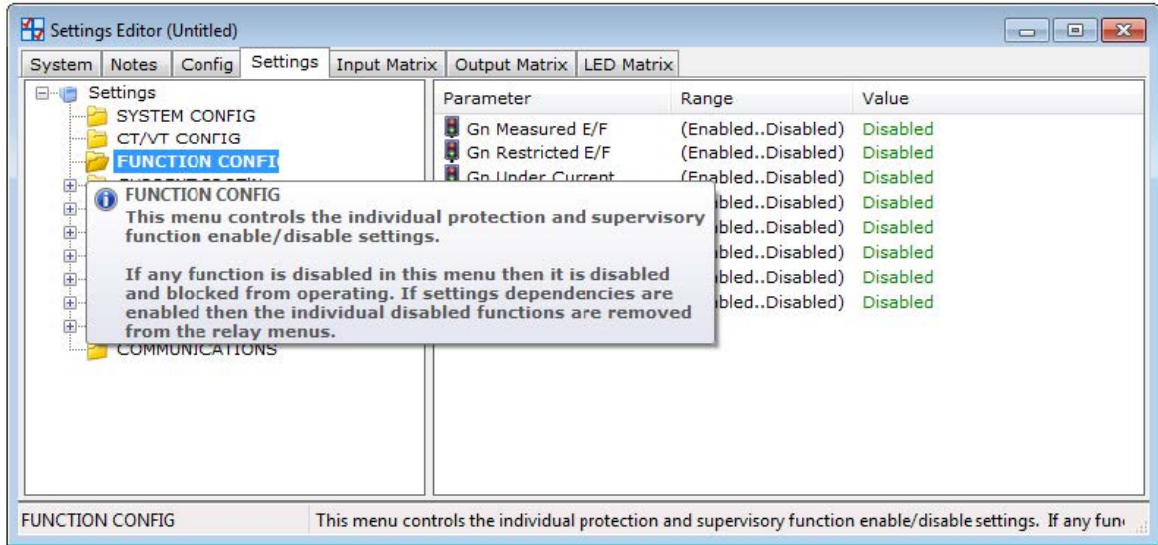 Settings Editor (Untitled)
System Notes Config Settings Input Matrix Output Matrix LED Matrix
Settings
SYSTEM CONFIG
CT/VT CONFIG
FUNCTION CONFI
COMMUNICATIONS
Parameter Range Value
Gn Measured E/F (Enabled..Disabled) Disabled
Gn Restricted E/F (Enabled..Disabled) Disabled
Gn Under Current (Enabled..Disabled) Disabled
bled..Disabled) Disabled
bled..Disabled) Disabled
bled..Disabled) Disabled
bled..Disabled) Disabled
bled..Disabled) Disabled
FUNCTION CONFIG
This menu controls the individual protection and supervisory
function enable/disable settings.
If any function is disabled in this menu then it is disabled
and blocked from operating. If settings dependencies are
enabled then the individual disabled functions are removed
from the relay menus.
FUNCTION CONFIG This menu controls the individual protection and supervisory function enable/disable settings. If any fun